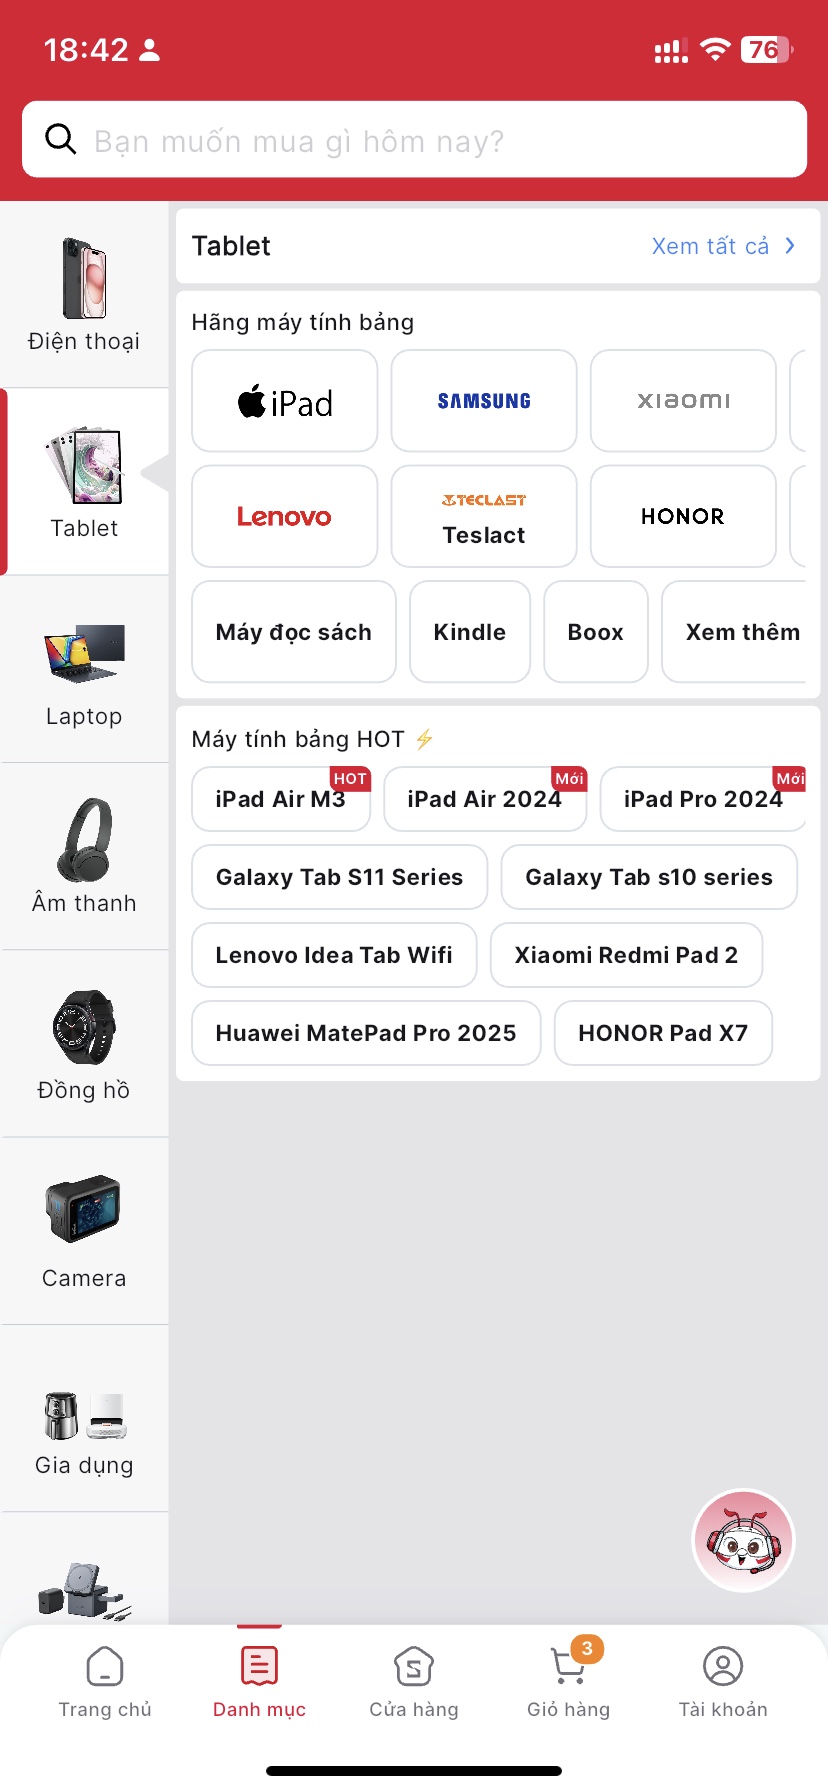 18:42
76
Bạn muốn mua gì hôm nay?
Điện thoại
Tablet
Laptop
Âm thanh
Đồng hồ
Camera
Gia dụng
Tablet
Xem tất cả
Hãng máy tính bảng
iPad
SAMSUNG
xiaomi
Lenovo
TECLAST
Teslact
HONOR
Máy đọc sách
Kindle
Boox
Xem thêm
Máy tính bảng HOT ⚡
iPad Air M3
HOT
iPad Air 2024
Mới
iPad Pro 2024
Mới
Galaxy Tab S11 Series
Galaxy Tab s10 series
Lenovo Idea Tab Wifi
Xiaomi Redmi Pad 2
Huawei MatePad Pro 2025
HONOR Pad X7
Trang chủ
Danh mục
Cửa hàng
3
Giỏ hàng
Tài khoản